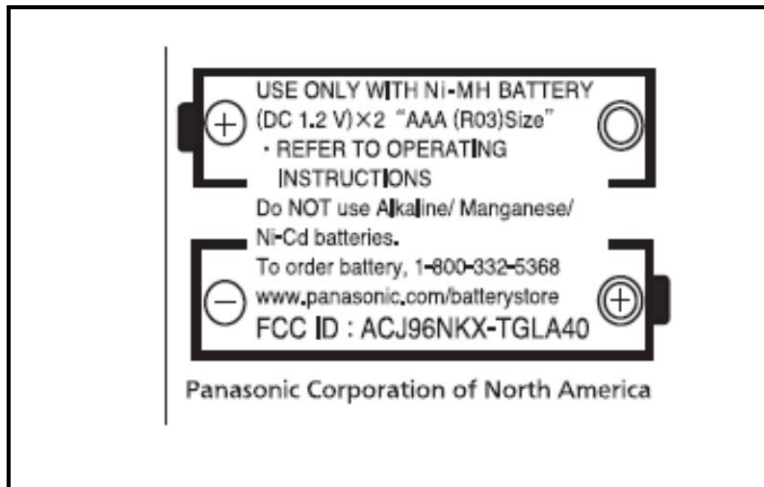 USE ONLY WITH Ni-MH BATTERY
(DC 1.2 V)×2 “AAA (R03)Size”
・REFER TO OPERATING
INSTRUCTIONS
Do NOT use Alkaline/ Manganese/
Ni-Cd batteries.
To order battery, 1-800-332-5368
www.panasonic.com/batterystore
FCC ID : ACJ96NKX-TGLA40
Panasonic Corporation of North America